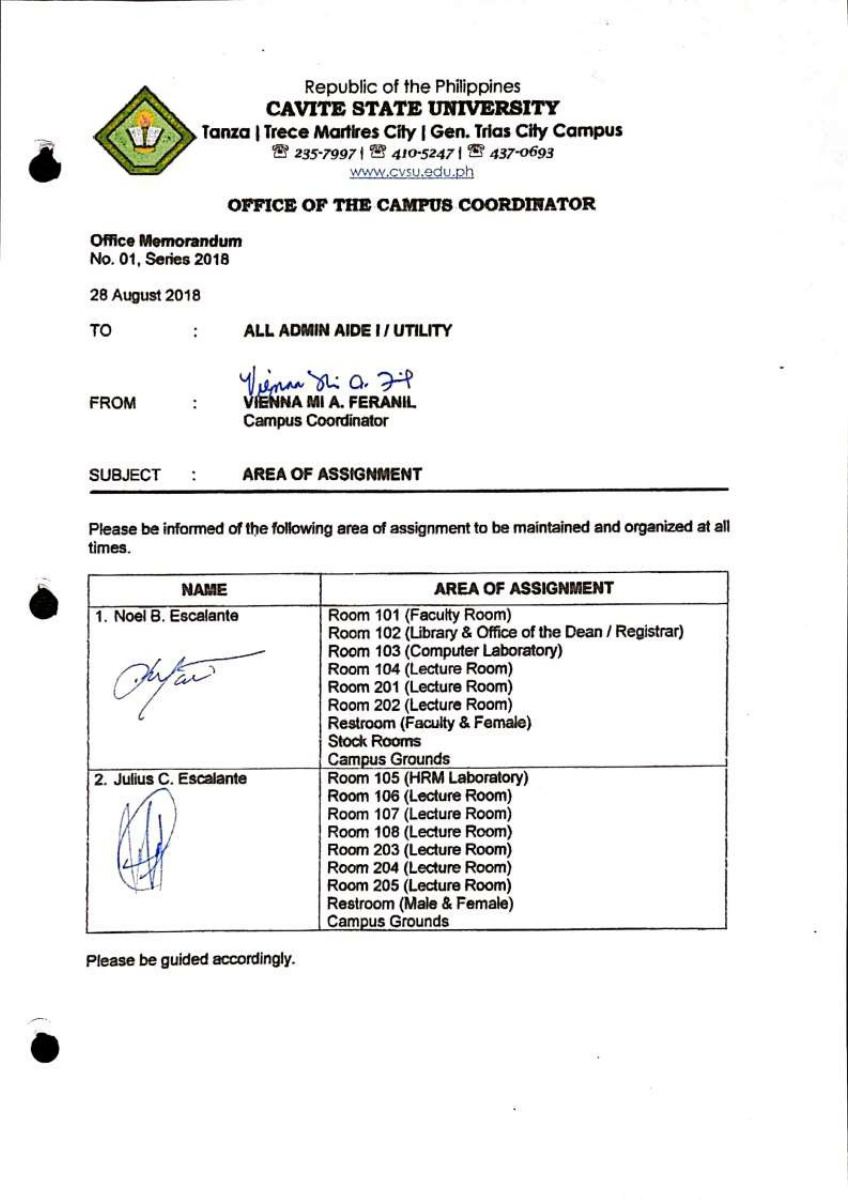 Republic of the Philippines
CAVITE STATE UNIVERSITY
Tanza | Trece Martires City | Gen. Trias City Campus
☎ 235-7997 | ☎ 410-5247 | ☎ 437-0693
www.cvsu.edu.ph
OFFICE OF THE CAMPUS COORDINATOR
Office Memorandum
No. 01, Series 2018
28 August 2018
TO : ALL ADMIN AIDE I / UTILITY
FROM : VIENNA MI A. FERANIL
Campus Coordinator
SUBJECT : AREA OF ASSIGNMENT
Please be informed of the following area of assignment to be maintained and organized at all
times.
NAME AREA OF ASSIGNMENT
1. Noel B. Escalante
Room 101 (Faculty Room)
Room 102 (Library & Office of the Dean / Registrar)
Room 103 (Computer Laboratory)
Room 104 (Lecture Room)
Room 201 (Lecture Room)
Room 202 (Lecture Room)
Restroom (Faculty & Female)
Stock Rooms
Campus Grounds
2. Julius C. Escalante
Room 105 (HRM Laboratory)
Room 106 (Lecture Room)
Room 107 (Lecture Room)
Room 108 (Lecture Room)
Room 203 (Lecture Room)
Room 204 (Lecture Room)
Room 205 (Lecture Room)
Restroom (Male & Female)
Campus Grounds
Please be guided accordingly.